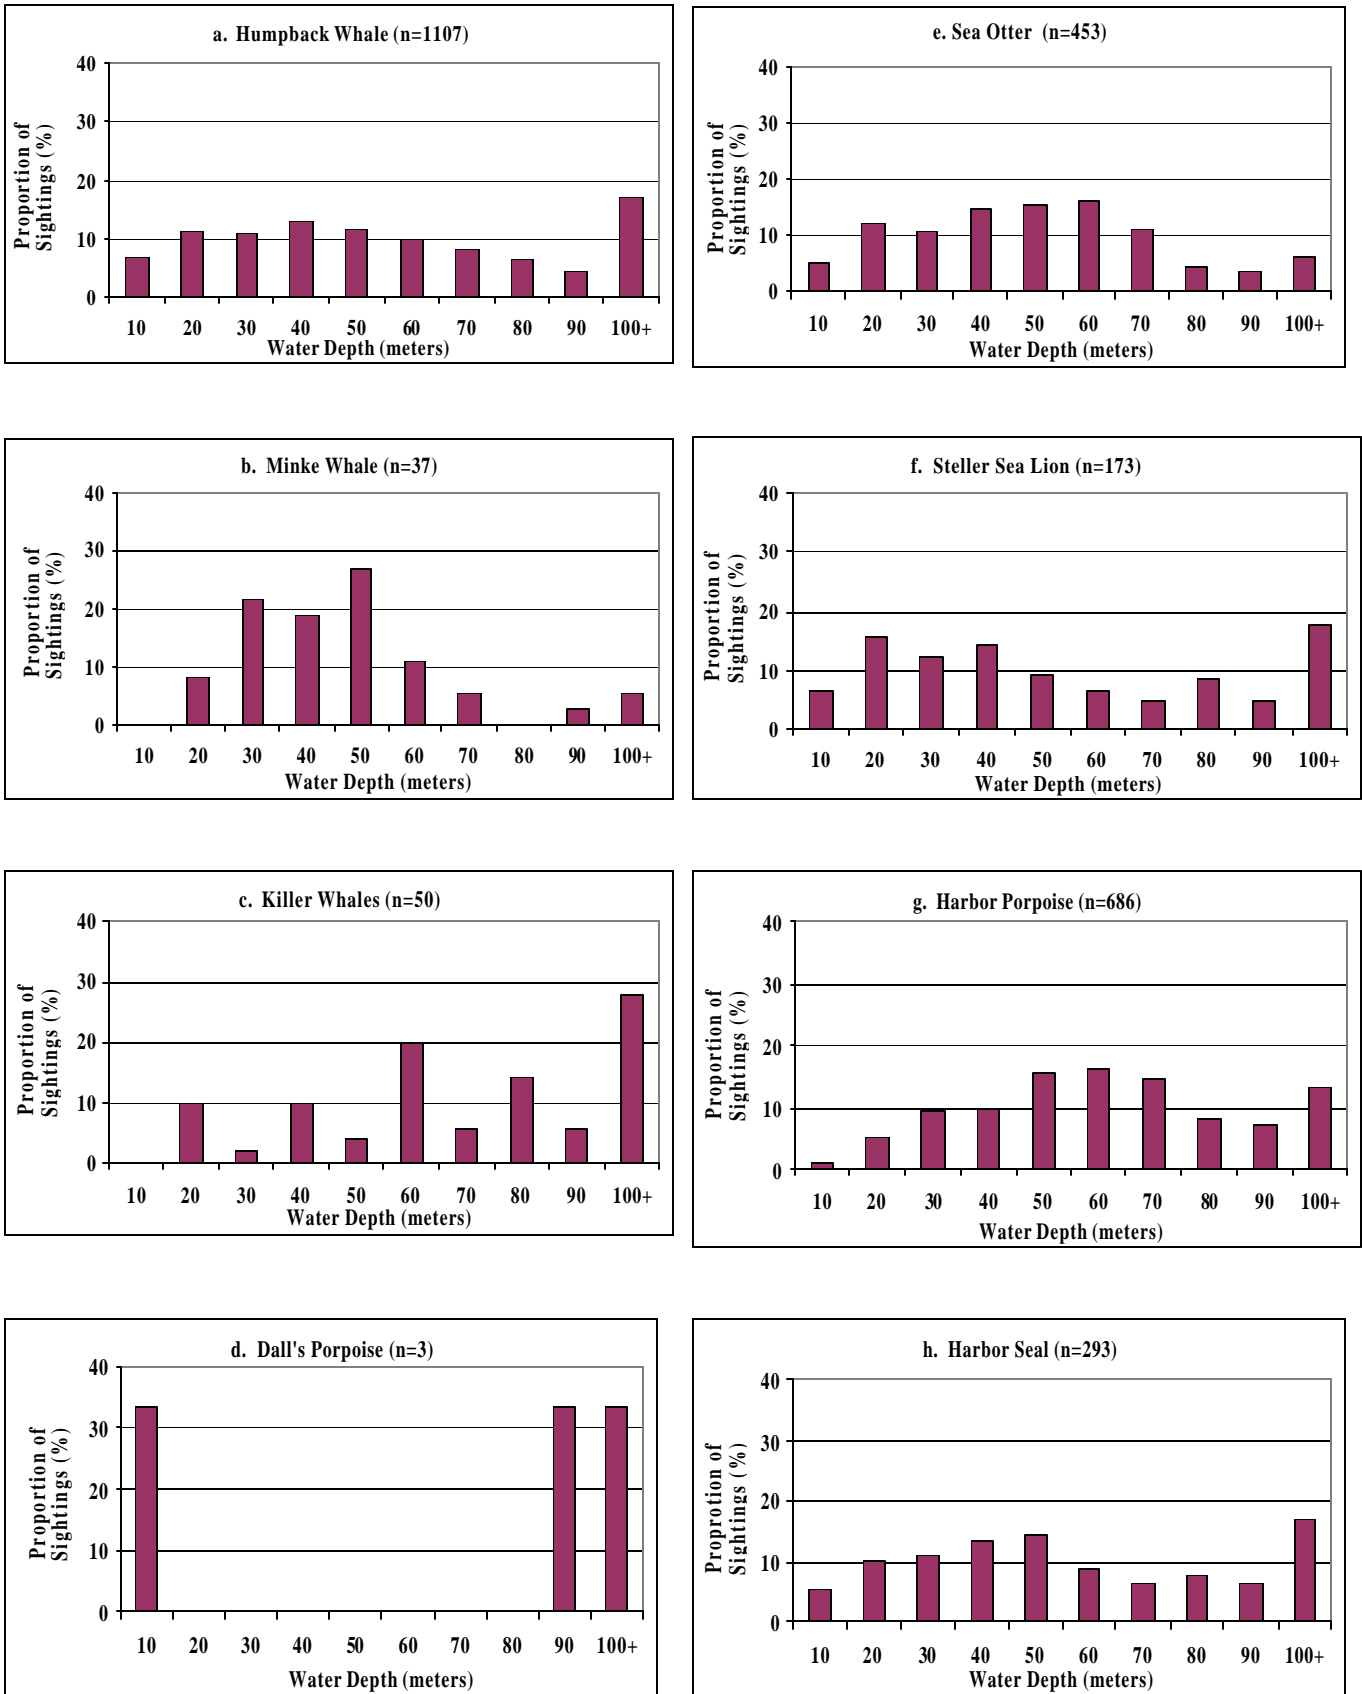 a. Humpback Whale (n=1107)
40
30
20
10
0
Proportion of
Sightings (%)
10 20 30 40 50 60 70 80 90 100+
Water Depth (meters)
e. Sea Otter (n=453)
40
30
20
10
0
Proportion of
Sightings (%)
10 20 30 40 50 60 70 80 90 100+
Water Depth (meters)
b. Minke Whale (n=37)
40
30
20
10
0
Proportion of
Sightings (%)
10 20 30 40 50 60 70 80 90 100+
Water Depth (meters)
f. Steller Sea Lion (n=173)
40
30
20
10
0
Proportion of
Sightings (%)
10 20 30 40 50 60 70 80 90 100+
Water Depth (meters)
c. Killer Whales (n=50)
40
30
20
10
0
Proportion of
Sightings (%)
10 20 30 40 50 60 70 80 90 100+
Water Depth (meters)
g. Harbor Porpoise (n=686)
40
30
20
10
0
Proportion of
Sightings (%)
10 20 30 40 50 60 70 80 90 100+
Water Depth (meters)
d. Dall's Porpoise (n=3)
40
30
20
10
0
Proportion of
Sightings (%)
10 20 30 40 50 60 70 80 90 100+
Water Depth (meters)
h. Harbor Seal (n=293)
40
30
20
10
0
Proprotion of
Sightings (%)
10 20 30 40 50 60 70 80 90 100+
Water Depth (meters)